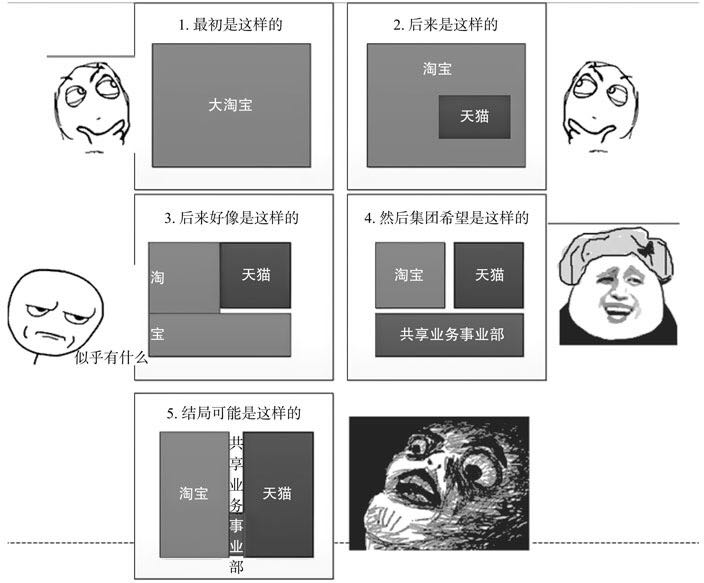 1. 最初是这样的
大淘宝
2. 后来是这样的
淘宝
天猫
3. 后来好像是这样的
淘
天猫
宝
似乎有什么
4. 然后集团希望是这样的
淘宝
天猫
共享业务事业部
5. 结局可能是这样的
淘宝
共享业务事业部
天猫